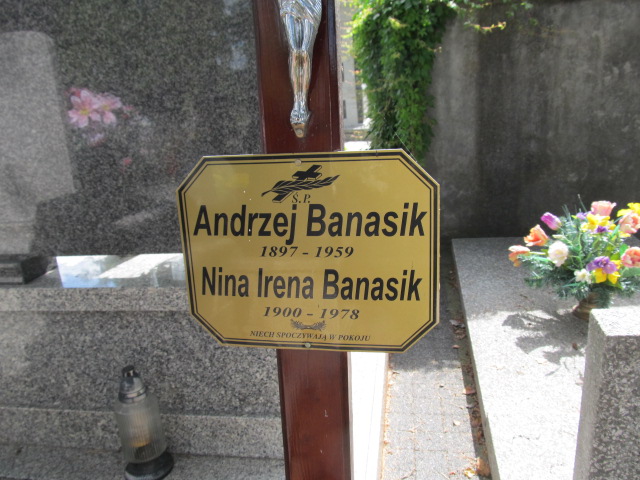 Ś.P.
Andrzej Banasik
1897 - 1959
Nina Irena Banasik
1900 - 1978
NIECH SPOCZYWAJĄ W POKOJU